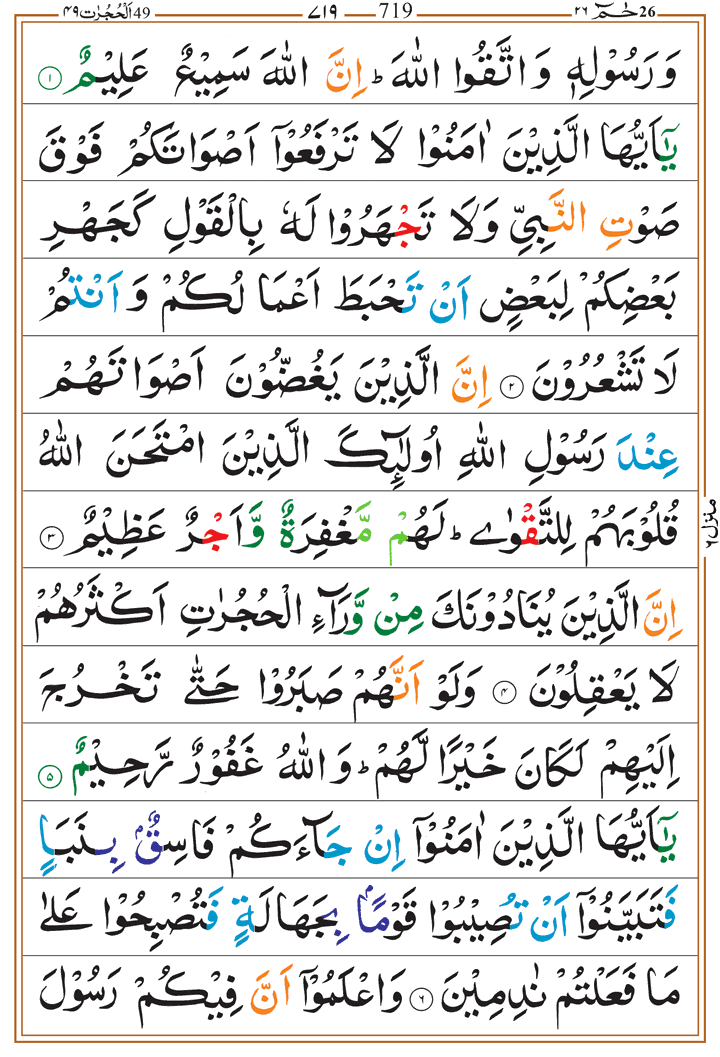 49 اَلْحُجُرٰت ٤٩ ٧١٩ 719 26 حٰمٓ ٢٦
وَرَسُوْلِهٖ وَاتَّقُوا اللّٰهَ ؕ اِنَّ اللّٰهَ سَمِيْعٌ عَلِيْمٌ ١
يٰۤاَيُّهَا الَّذِيْنَ اٰمَنُوْا لَا تَرْفَعُوْۤا اَصْوَاتَكُمْ فَوْقَ
صَوْتِ النَّبِيِّ وَلَا تَجْهَرُوْا لَهٗ بِالْقَوْلِ كَجَهْرِ
بَعْضِكُمْ لِبَعْضٍ اَنْ تَحْبَطَ اَعْمَالُكُمْ وَاَنْتُمْ
لَا تَشْعُرُوْنَ ٢ اِنَّ الَّذِيْنَ يَغُضُّوْنَ اَصْوَاتَهُمْ
عِنْدَ رَسُوْلِ اللّٰهِ اُولٰٓئِكَ الَّذِيْنَ امْتَحَنَ اللّٰهُ
قُلُوْبَهُمْ لِلتَّقْوٰى ؕ لَهُمْ مَّغْفِرَةٌ وَّاَجْرٌ عَظِيْمٌ ٣
اِنَّ الَّذِيْنَ يُنَادُوْنَكَ مِنْ وَّرَآءِ الْحُجُرٰتِ اَكْثَرُهُمْ
لَا يَعْقِلُوْنَ ٤ وَلَوْ اَنَّهُمْ صَبَرُوْا حَتّٰى تَخْرُجَ
اِلَيْهِمْ لَكَانَ خَيْرًا لَّهُمْ ؕ وَاللّٰهُ غَفُوْرٌ رَّحِيْمٌ ٥
يٰۤاَيُّهَا الَّذِيْنَ اٰمَنُوْۤا اِنْ جَآءَكُمْ فَاسِقٌۢ بِنَبَاٍ
فَتَبَيَّنُوْۤا اَنْ تُصِيْبُوْا قَوْمًاۢ بِجَهَالَةٍ فَتُصْبِحُوْا عَلٰى
مَا فَعَلْتُمْ نٰدِمِيْنَ ٦ وَاعْلَمُوْۤا اَنَّ فِيْكُمْ رَسُوْلَ
منزل ٦